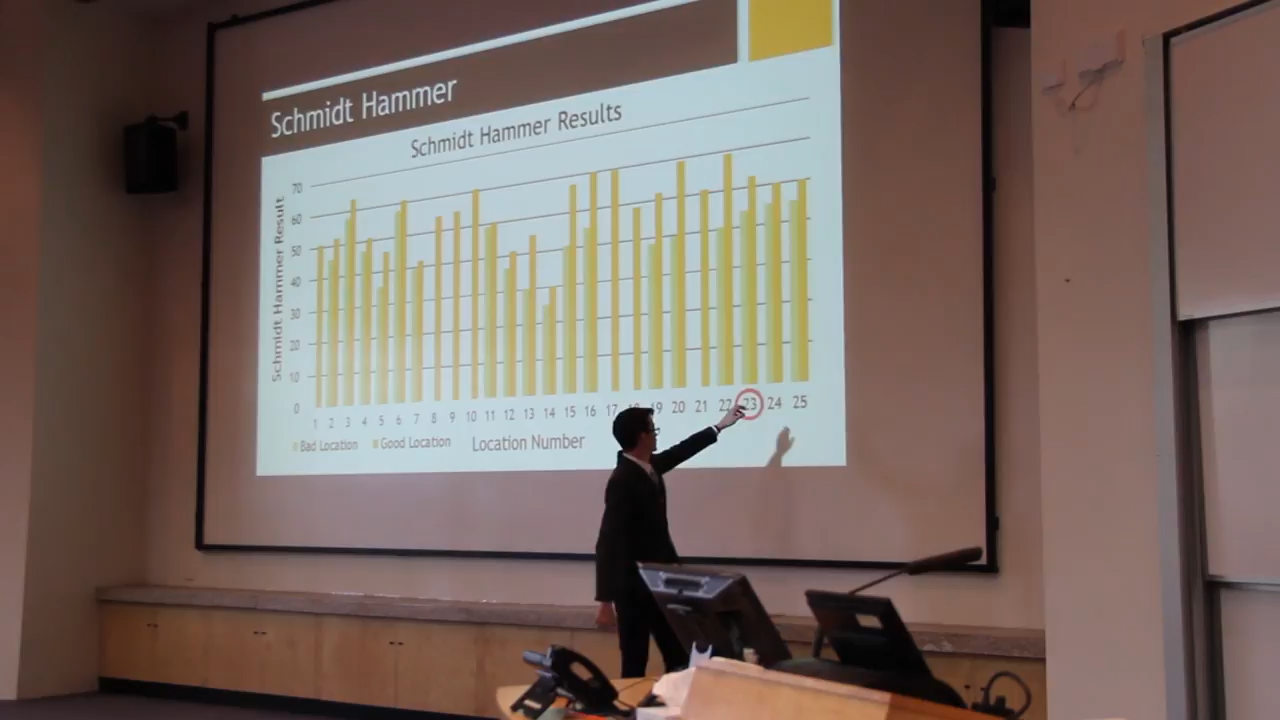 Schmidt Hammer
Schmidt Hammer Results
Schmidt Hammer Result
70
60
50
40
30
20
10
0
1 2 3 4 5 6 7 8 9 10 11 12 13 14 15 16 17 18 19 20 21 22 23 24 25
Bad Location Good Location Location Number